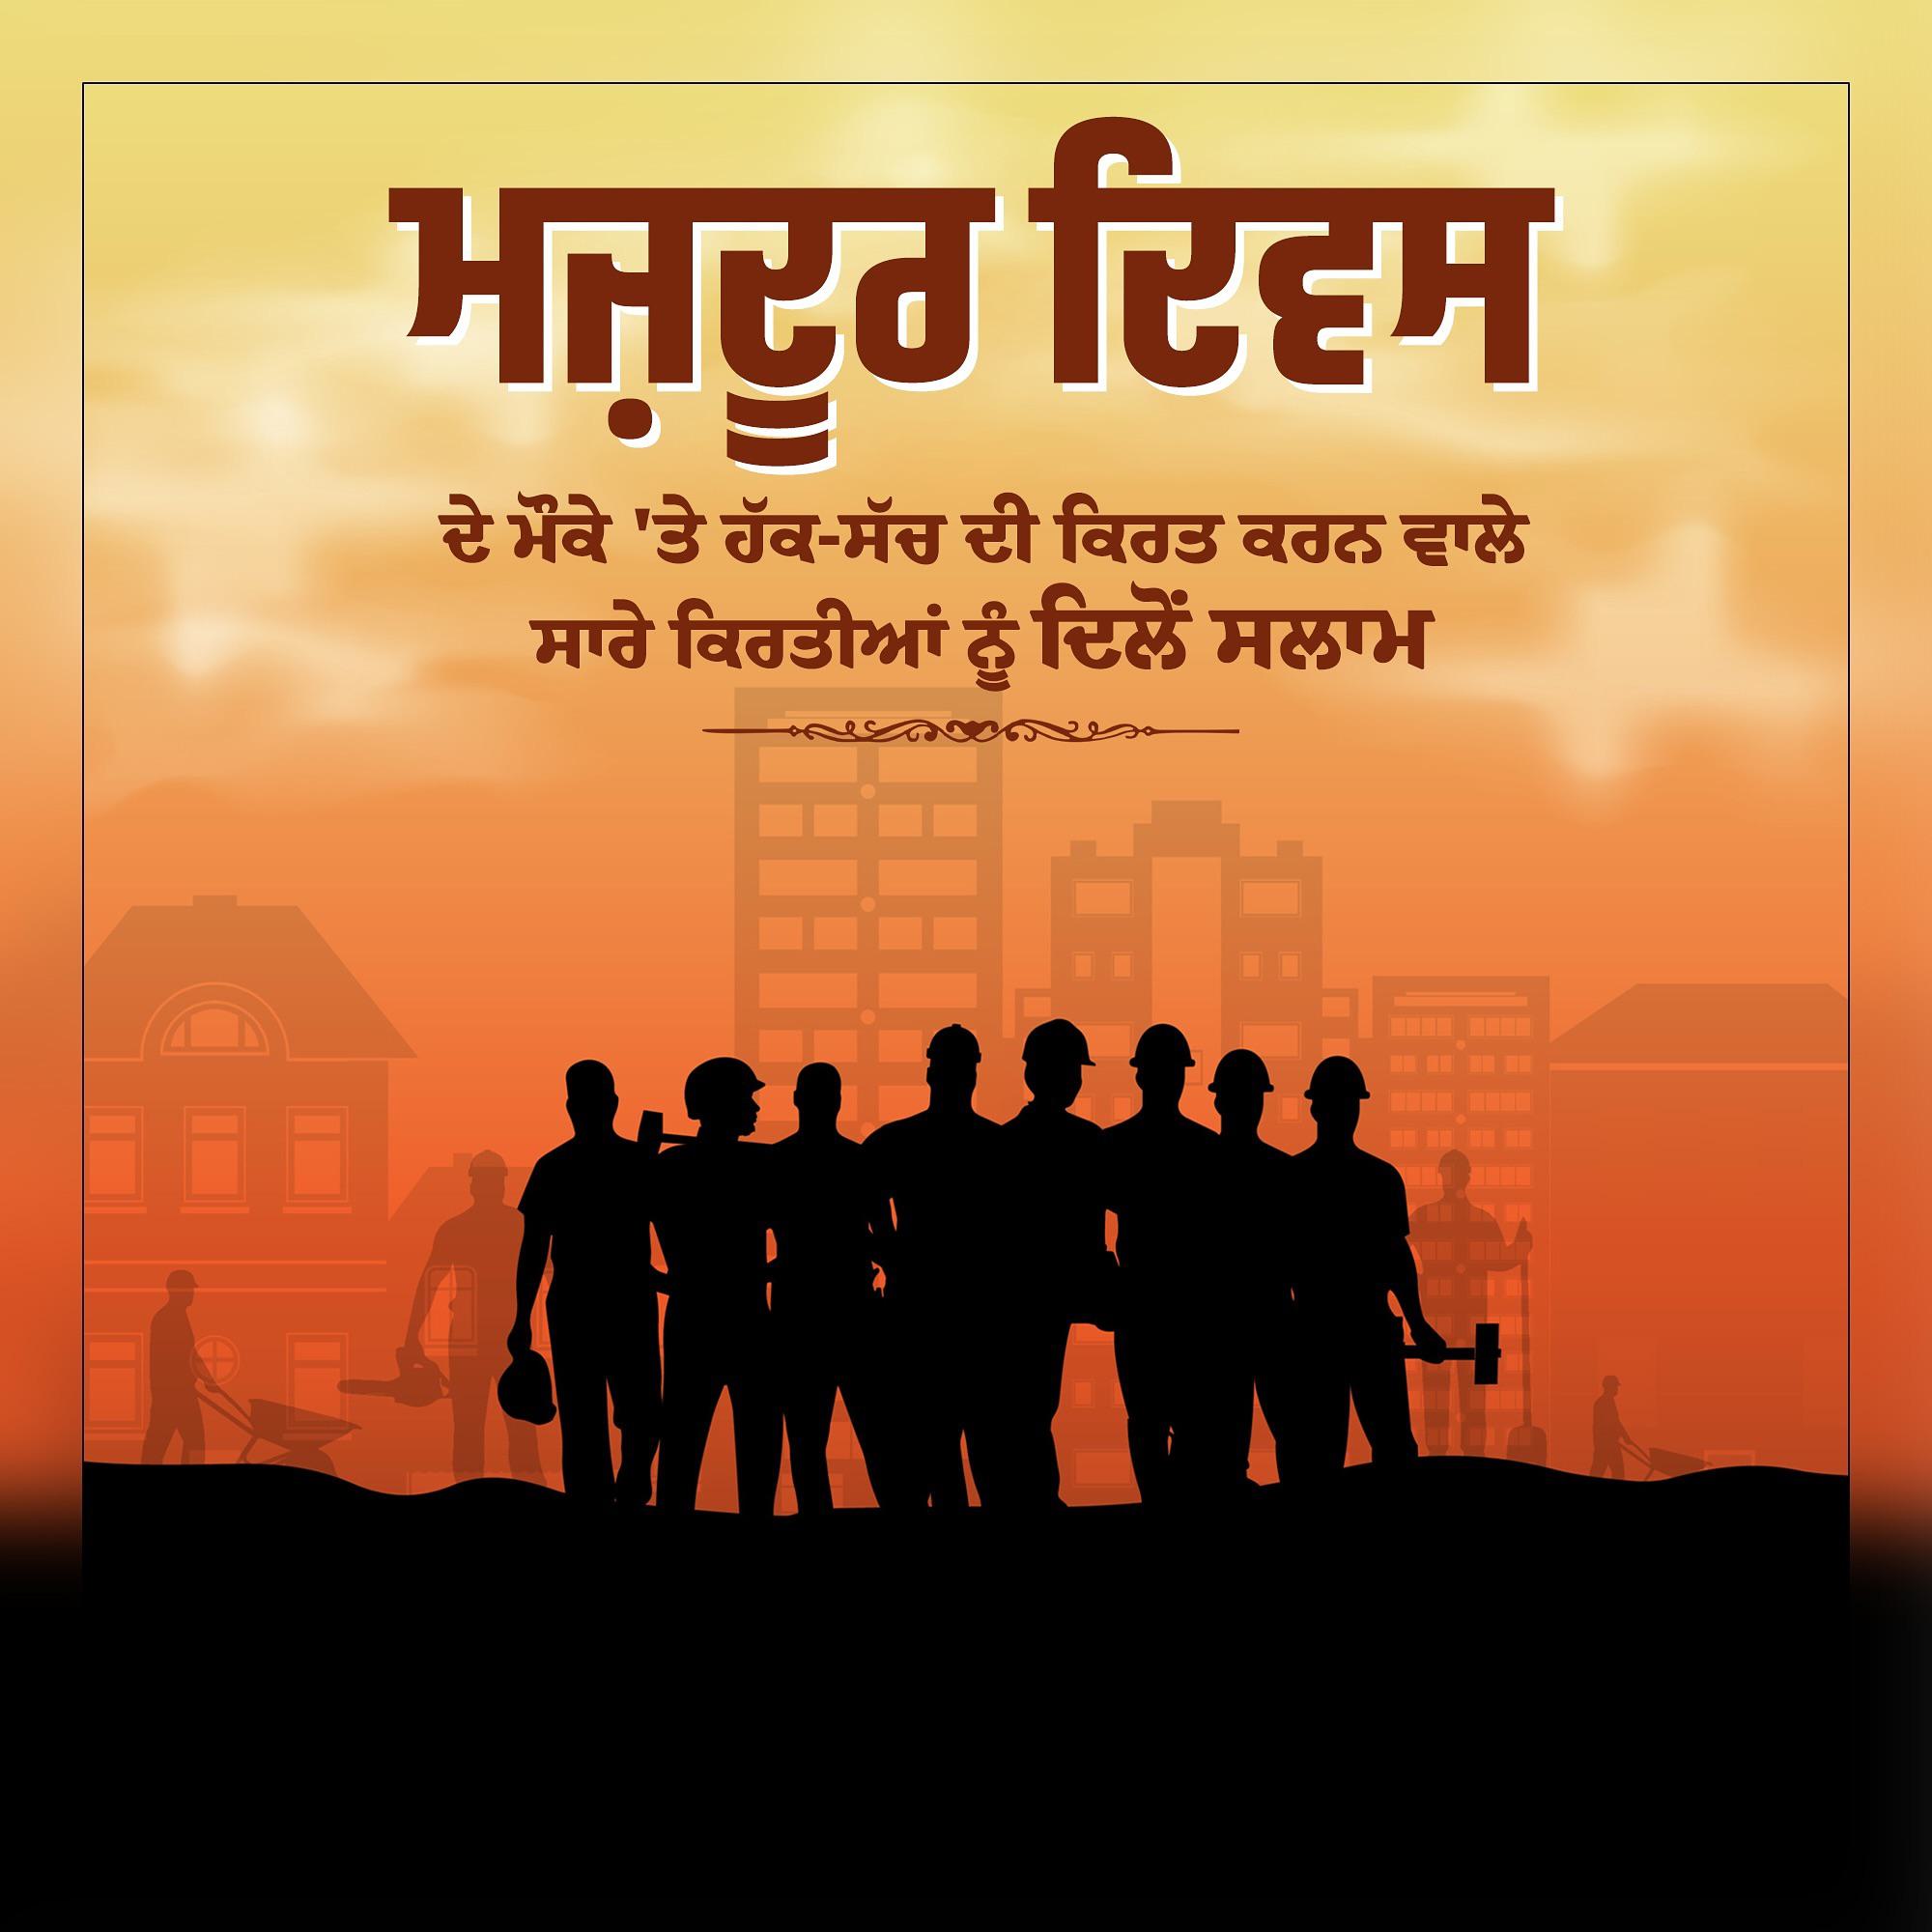 ਮਜ਼ਦੂਰ ਦਿਵਸ
ਦੇ ਮੌਕੇ 'ਤੇ ਹੱਕ-ਸੱਚ ਦੀ ਕਿਰਤ ਕਰਨ ਵਾਲੇ
ਸਾਰੇ ਕਿਰਤੀਆਂ ਨੂੰ ਦਿਲੋਂ ਸਲਾਮ